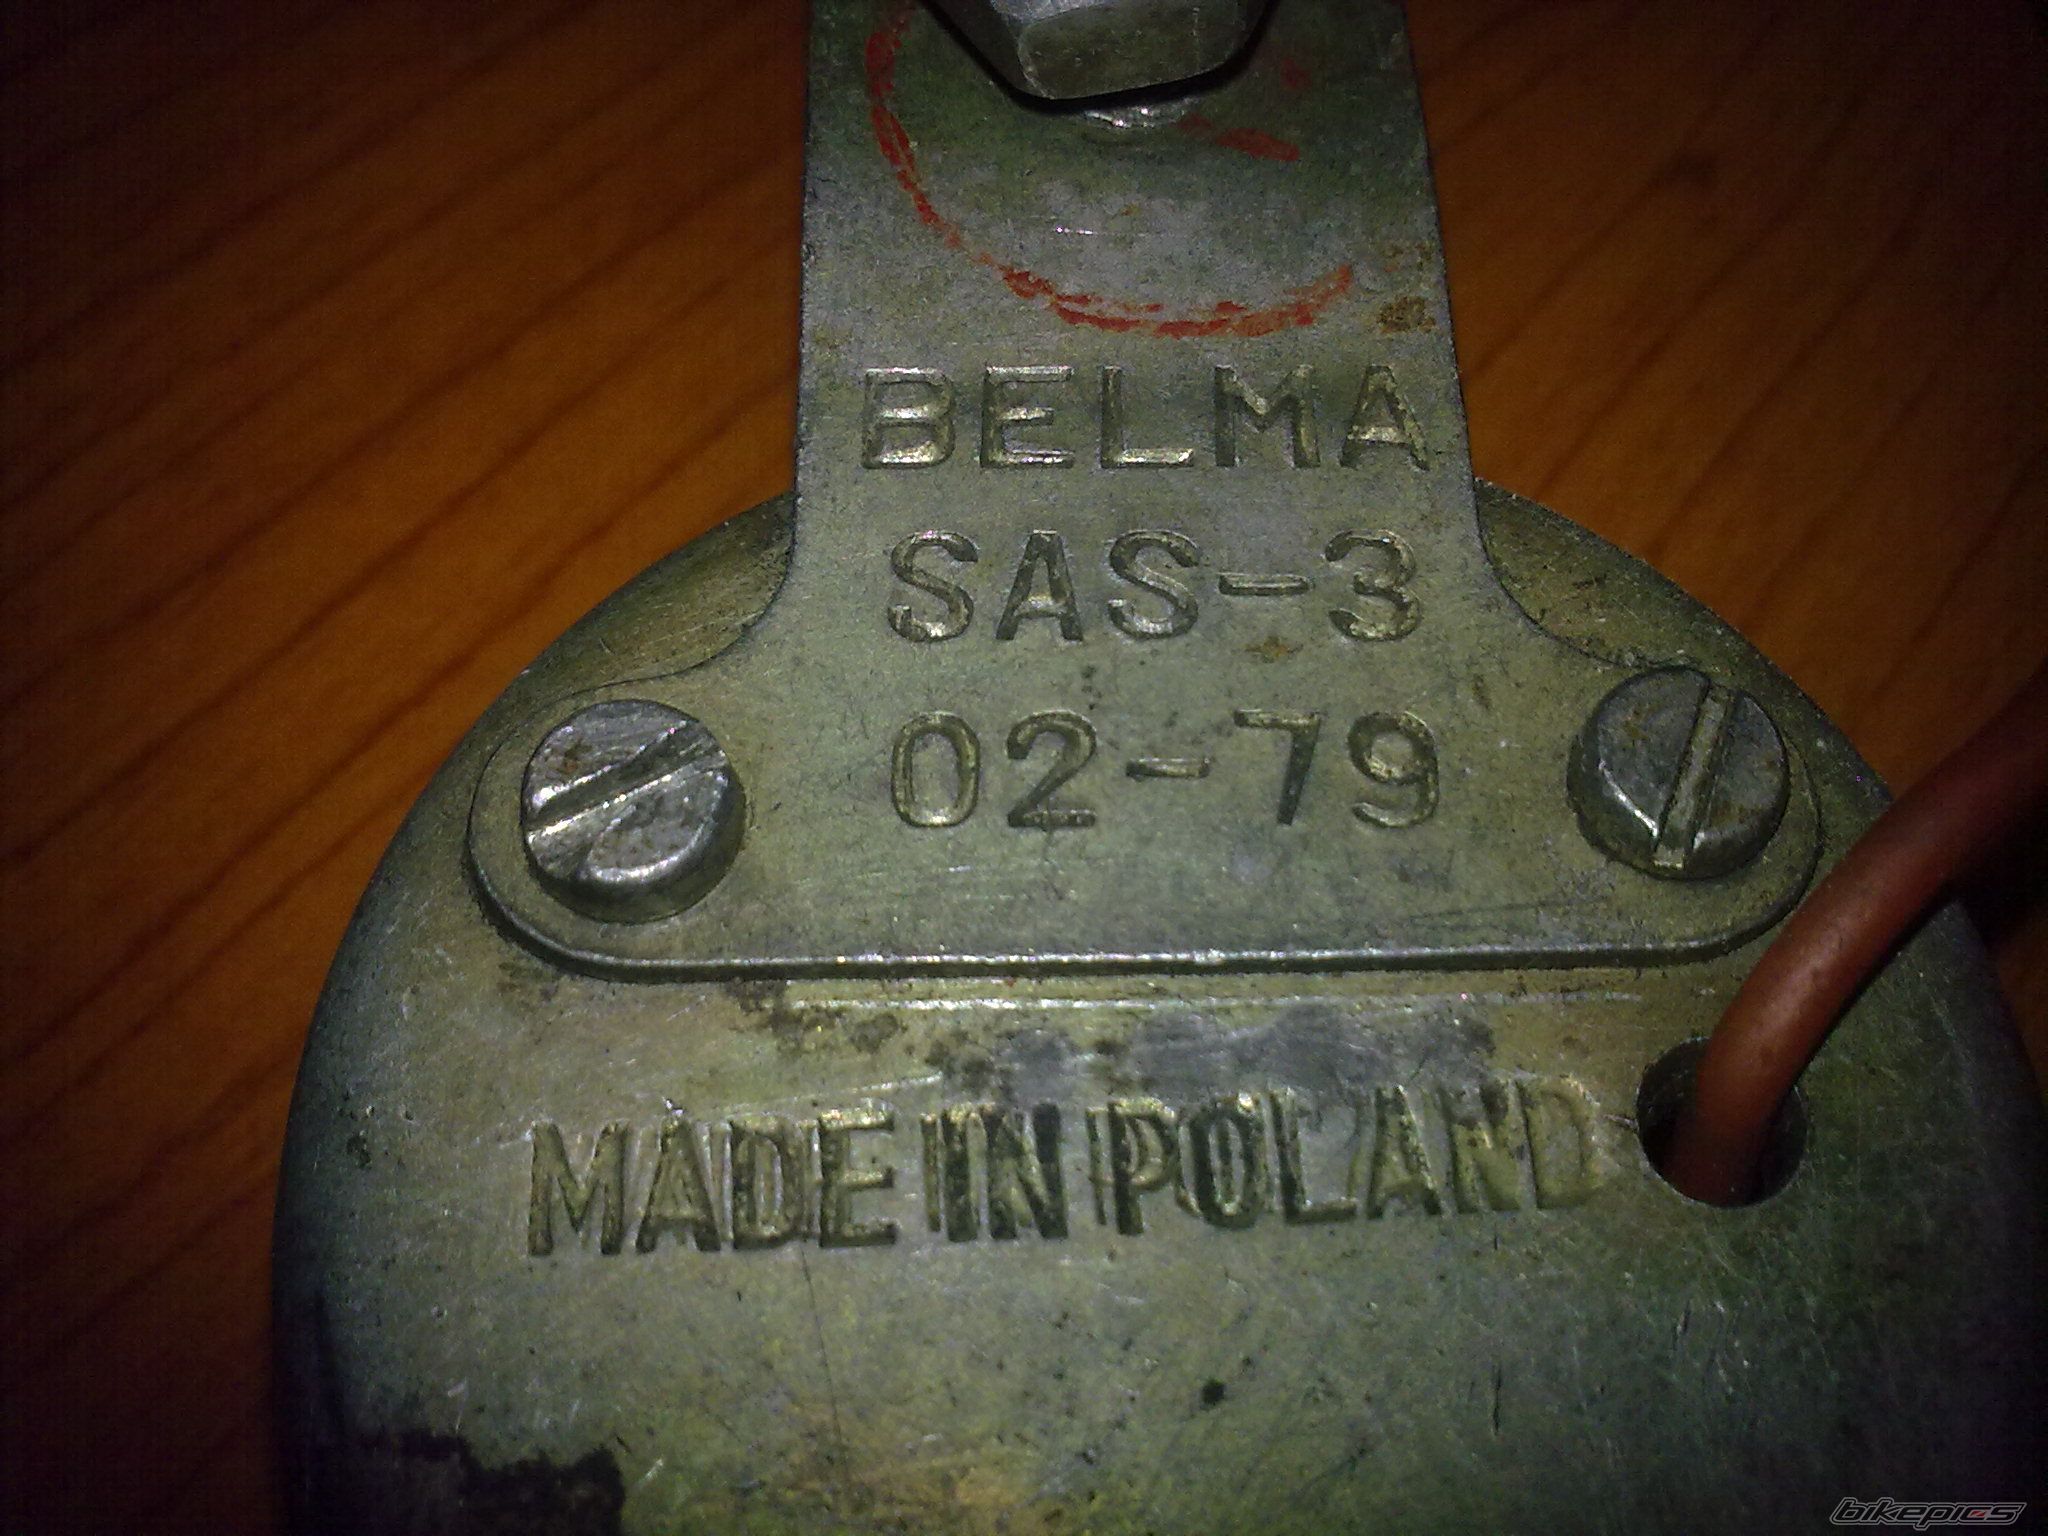 BELMA
SAS-3
02-79
MADE IN POLAND
bikepics